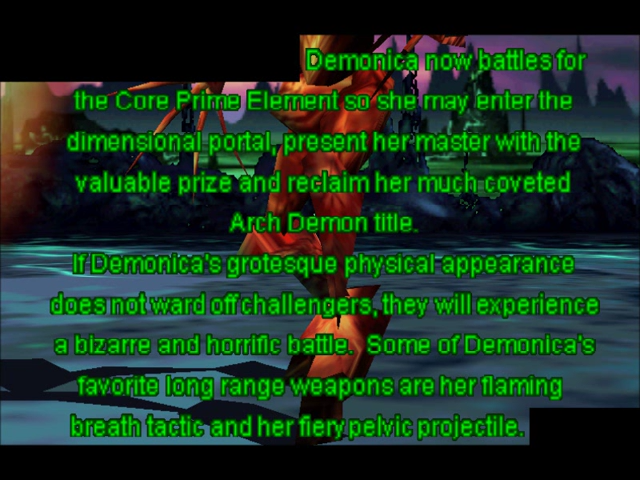 Demonica now battles for
the Core Prime Element so she may enter the
dimensional portal, present her master with the
valuable prize and reclaim her much coveted
Arch Demon title.
If Demonica's grotesque physical appearance
does not ward off challengers, they will experience
a bizarre and horrific battle. Some of Demonica's
favorite long range weapons are her flaming
breath tactic and her fiery pelvic projectile.